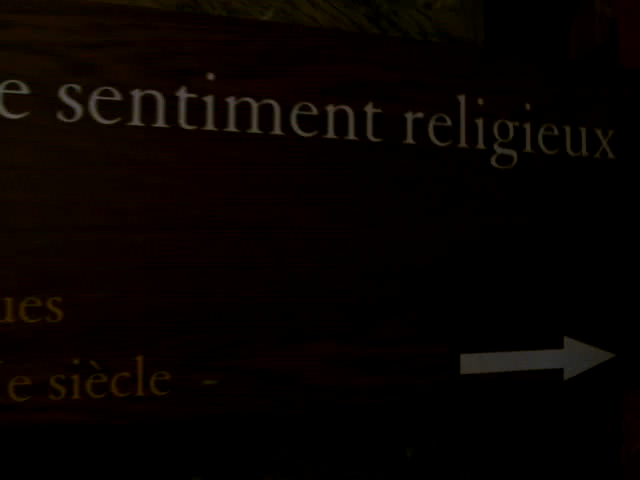 e sentiment religieux
ues
e siècle -